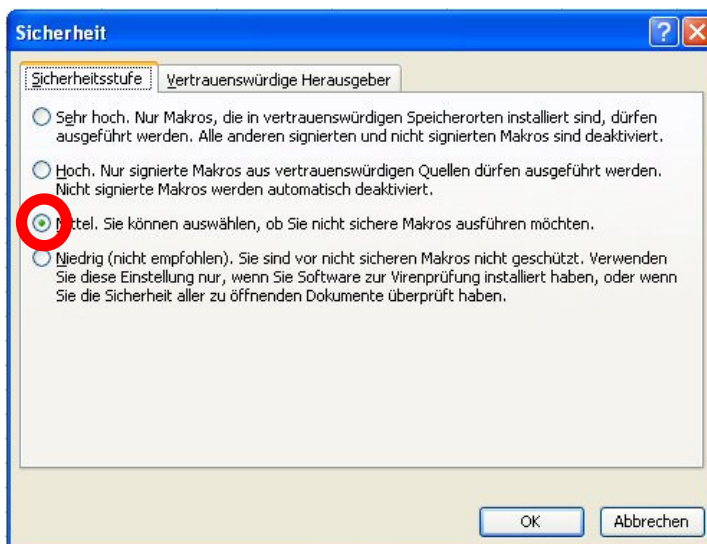 Sicherheit
Sicherheitsstufe Vertrauenswürdige Herausgeber
Sehr hoch. Nur Makros, die in vertrauenswürdigen Speicherorten installiert sind, dürfen
ausgeführt werden. Alle anderen signierten und nicht signierten Makros sind deaktiviert.
Hoch. Nur signierte Makros aus vertrauenswürdigen Quellen dürfen ausgeführt werden.
Nicht signierte Makros werden automatisch deaktiviert.
Mittel. Sie können auswählen, ob Sie nicht sichere Makros ausführen möchten.
Niedrig (nicht empfohlen). Sie sind vor nicht sicheren Makros nicht geschützt. Verwenden
Sie diese Einstellung nur, wenn Sie Software zur Virenprüfung installiert haben, oder wenn
Sie die Sicherheit aller zu öffnenden Dokumente überprüft haben.
OK Abbrechen